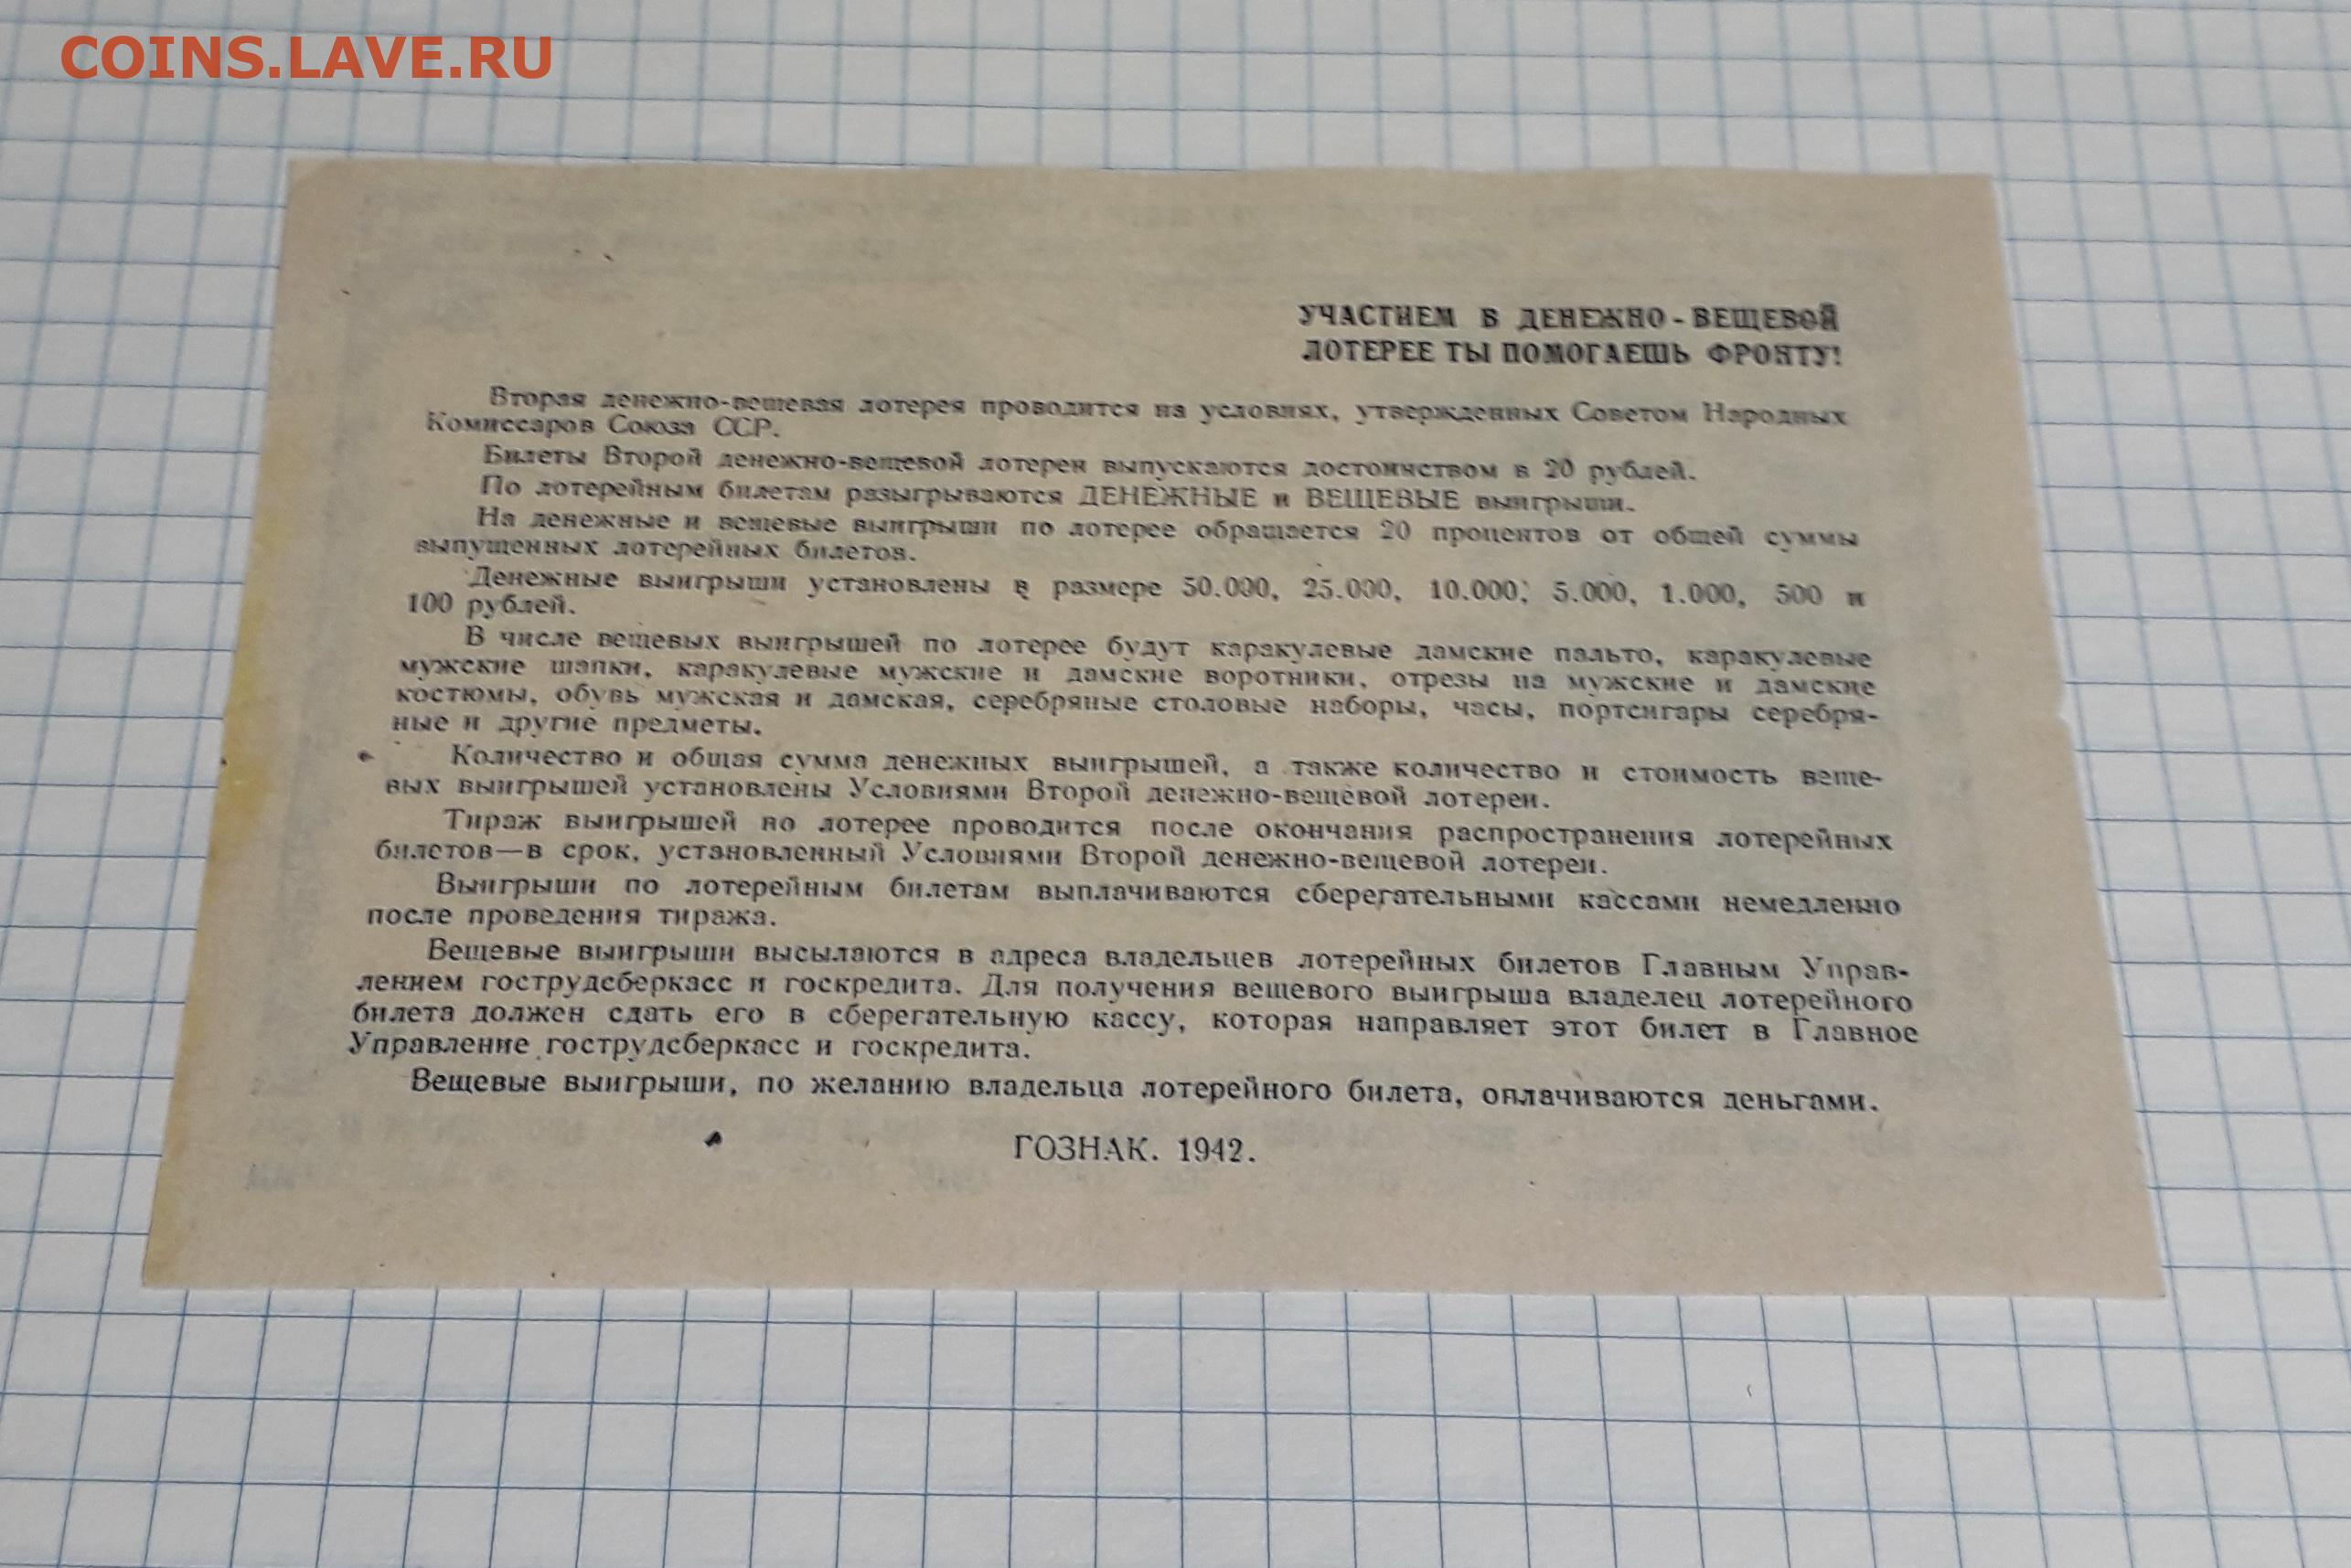 COINS.LAVE.RU
УЧАСТИЕМ В ДЕНЕЖНО-ВЕЩЕВОЙ
ЛОТЕРЕЕ ТЫ ПОМОГАЕШЬ ФРОНТУ!
Вторая денежно-вещевая лотерея проводится на условиях, утвержденных Советом Народных
Комиссаров Союза ССР.
Билеты Второй денежно-вещевой лотереи выпускаются достоинством в 20 рублей.
По лотерейным билетам разыгрываются ДЕНЕЖНЫЕ и ВЕЩЕВЫЕ выигрыши.
На денежные и вещевые выигрыши по лотерее обращается 20 процентов от общей суммы
выпущенных лотерейных билетов.
Денежные выигрыши установлены в размере 50.000, 25.000, 10.000, 5.000, 1.000, 500 и
100 рублей.
В числе вещевых выигрышей по лотерее будут каракулевые дамские пальто, каракулевые
мужские шапки, каракулевые мужские и дамские воротники, отрезы на мужские и дамские
костюмы, обувь мужская и дамская, серебряные столовые наборы, часы, портсигары серебря-
ные и другие предметы.
Количество и общая сумма денежных выигрышей, а также количество и стоимость веще-
вых выигрышей установлены Условиями Второй денежно-вещевой лотереи.
Тираж выигрышей по лотерее проводится после окончания распространения лотерейных
билетов—в срок, установленный Условиями Второй денежно-вещевой лотереи.
Выигрыши по лотерейным билетам выплачиваются сберегательными кассами немедленно
после проведения тиража.
Вещевые выигрыши высылаются в адреса владельцев лотерейных билетов Главным Управ-
лением гострудсберкасс и госкредита. Для получения вещевого выигрыша владелец лотерейного
билета должен сдать его в сберегательную кассу, которая направляет этот билет в Главное
Управление гострудсберкасс и госкредита.
Вещевые выигрыши, по желанию владельца лотерейного билета, оплачиваются деньгами.
ГОЗНАК. 1942.